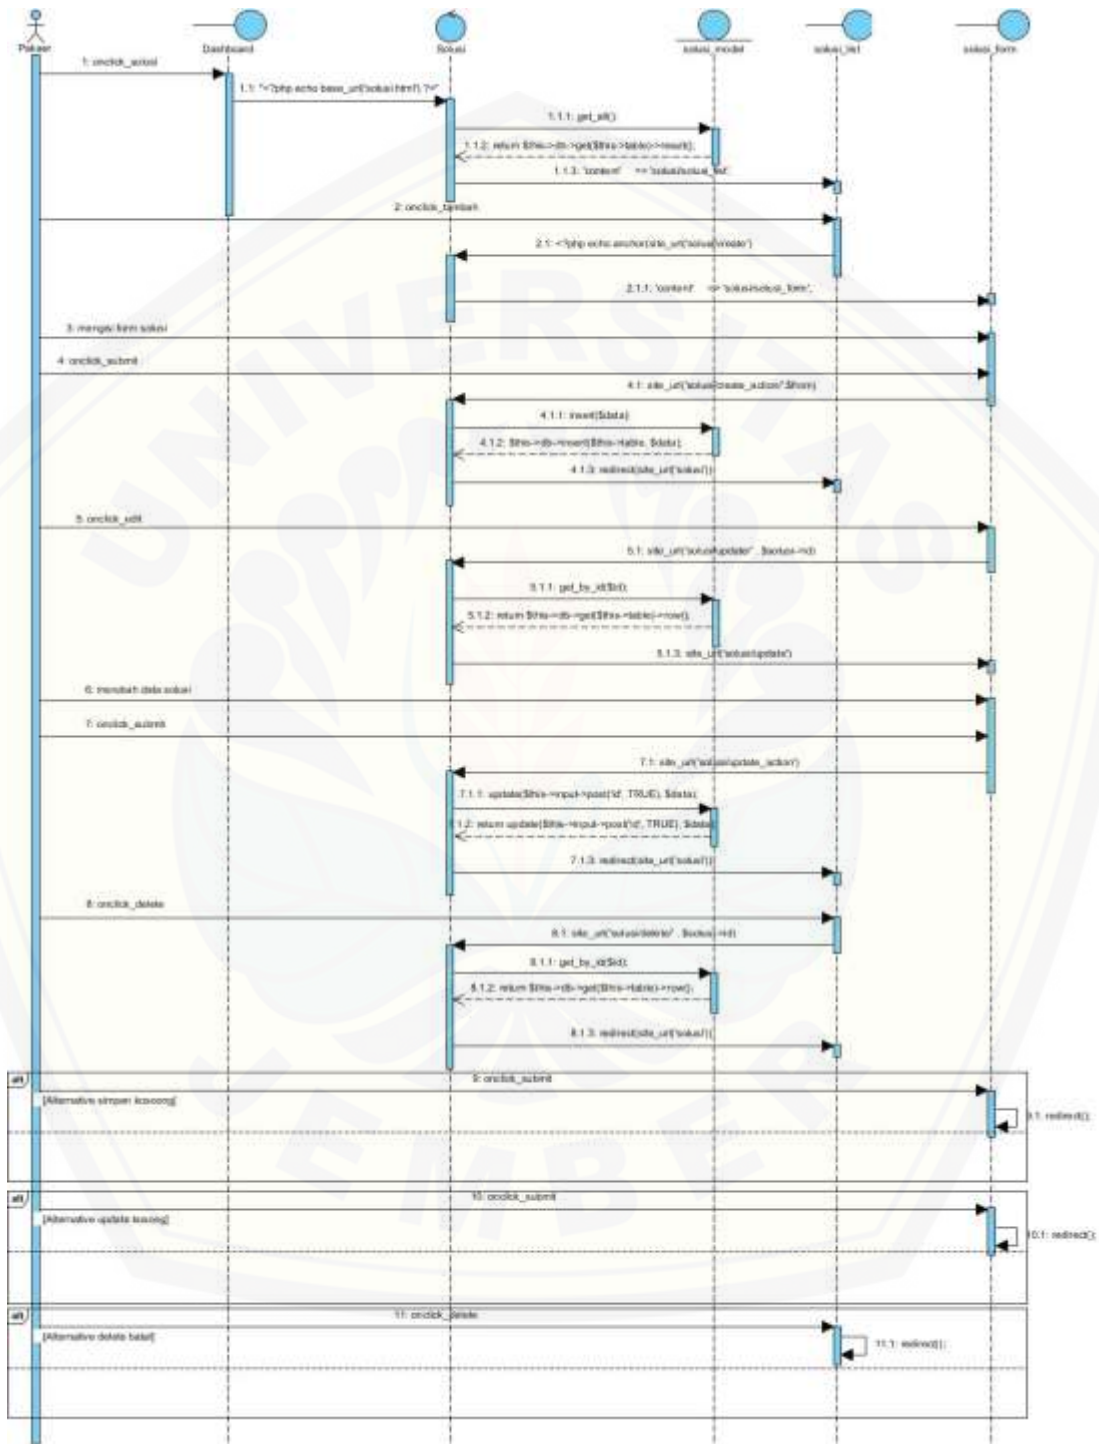 Pakar
Dashboard
Solusi
solusi_model
solusi_list
solusi_form
1: onclick_solusi
1.1: "<?php echo base_url('solusi.html') ?>"
1.1.1: get_all()
1.1.2: return $this->db->get($this->table)->result();
1.1.3: 'content' => 'solusi/solusi_list',
2: onclick_tambah
2.1: <?php echo anchor(site_url('solusi/create')
2.1.1: 'content' => 'solusi/solusi_form',
3: mengisi form solusi
4: onclick_submit
4.1: site_url("solusi/create_action".$form)
4.1.1: insert($data)
4.1.2: $this->db->insert($this->table, $data);
4.1.3: redirect(site_url('solusi'))
5: onclick_edit
5.1: site_url("solusi/update/" . $solusi->id)
5.1.1: get_by_id($id);
5.1.2: return $this->db->get($this->table)->row();
5.1.3: site_url('solusi/update')
6: merubah data solusi
7: onclick_submit
7.1: site_url('solusi/update_action')
7.1.1: update($this->input->post('id', TRUE), $data);
1.2: return update($this->input->post('id', TRUE), $data)
7.1.3: redirect(site_url('solusi'))
8: onclick_delete
8.1: site_url("solusi/delete/" . $solusi->id)
8.1.1: get_by_id($id);
8.1.2: return $this->db->get($this->table)->row();
8.1.3: redirect(site_url('solusi'))
alt
9: onclick_submit
[Alternative simpan kosong]
9.1: redirect();
alt
10: onclick_submit
[Alternative update kosong]
10.1: redirect();
alt
11: onclick_delete
[Alternative delete batal]
11.1: redirect();
UNIVERSITAS
JEMBER